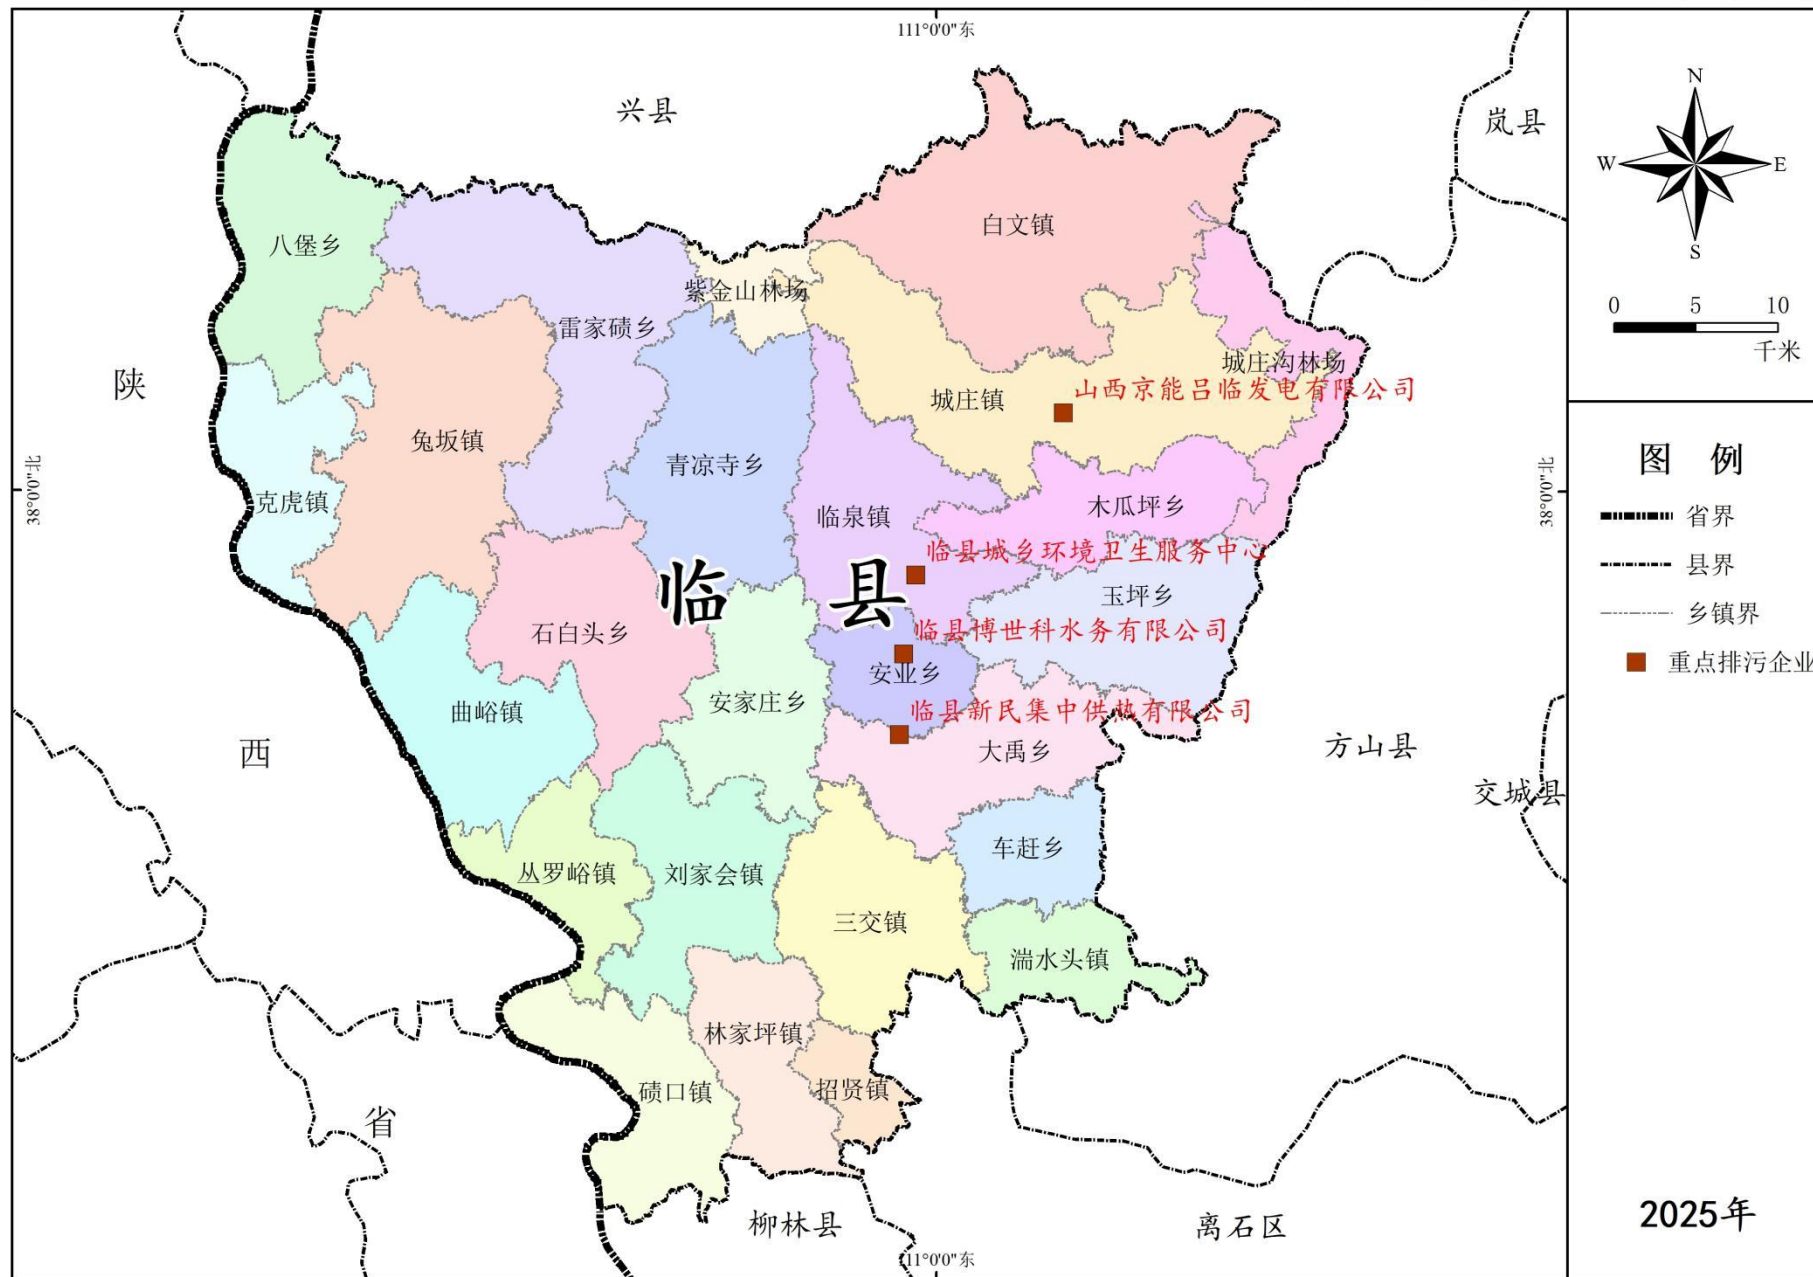 111°0'0"东
兴县
岚县
N
W
E
S
白文镇
八堡乡
紫金山林场
雷家碛乡
0 5 10
千米
城庄沟林场
陕
城庄镇
山西京能吕临发电有限公司
兔坂镇
青凉寺乡
图 例
38°0'0"北
38°0'0"北
克虎镇
临泉镇
木瓜坪乡
省界
临县城乡环境卫生服务中心
县界
临 县
玉坪乡
乡镇界
石白头乡
临县博世科水务有限公司
安业乡
重点排污企业
曲峪镇
安家庄乡
临县新民集中供热有限公司
西
大禹乡
方山县
交城县
车赶乡
丛罗峪镇
刘家会镇
三交镇
湍水头镇
林家坪镇
碛口镇
招贤镇
省
柳林县
离石区
2025年
111°0'0"东